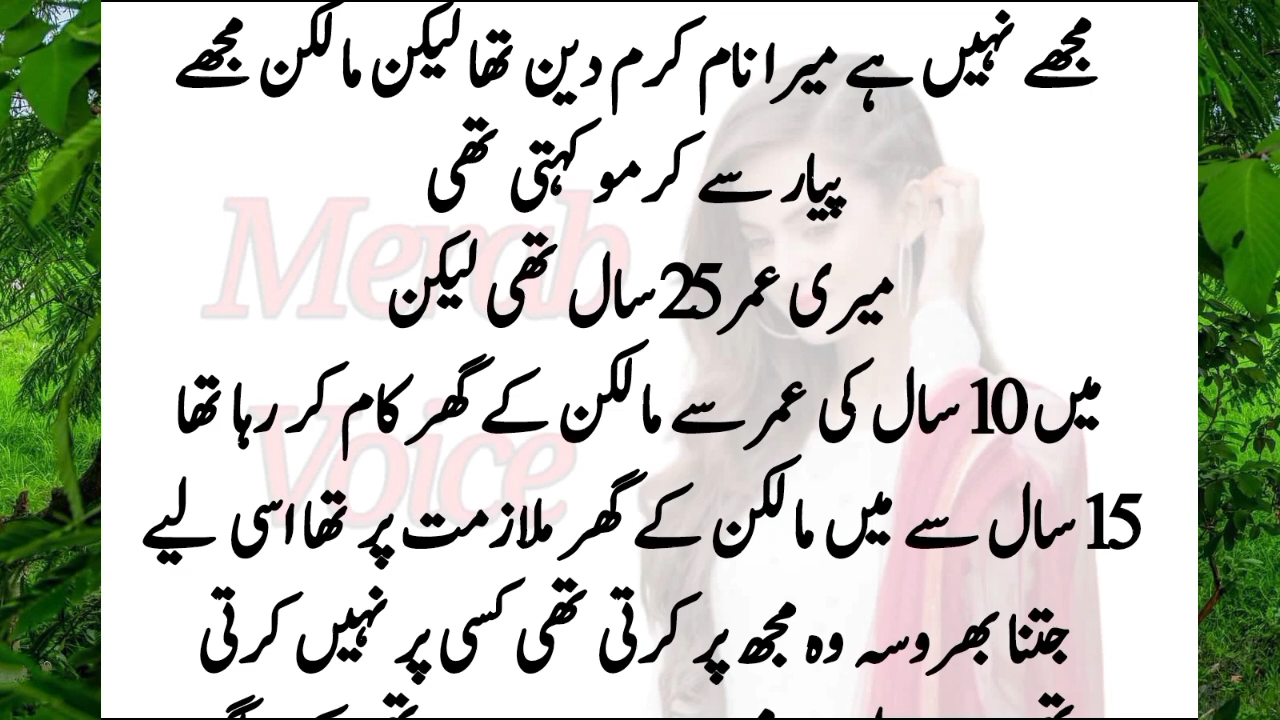 مجھے نہیں ہے میرا نام کرم دین تھا لیکن مالکن مجھے
پیار سے کرمو کہتی تھی
میری عمر 25 سال تھی لیکن
میں 10 سال کی عمر سے مالکن کے گھر کام کر رہا تھا
15 سال سے میں مالکن کے گھر ملازمت پر تھا اسی لیے
جتنا بھروسہ وہ مجھ پر کرتی تھی کسی پر نہیں کرتی
Merab
Voice